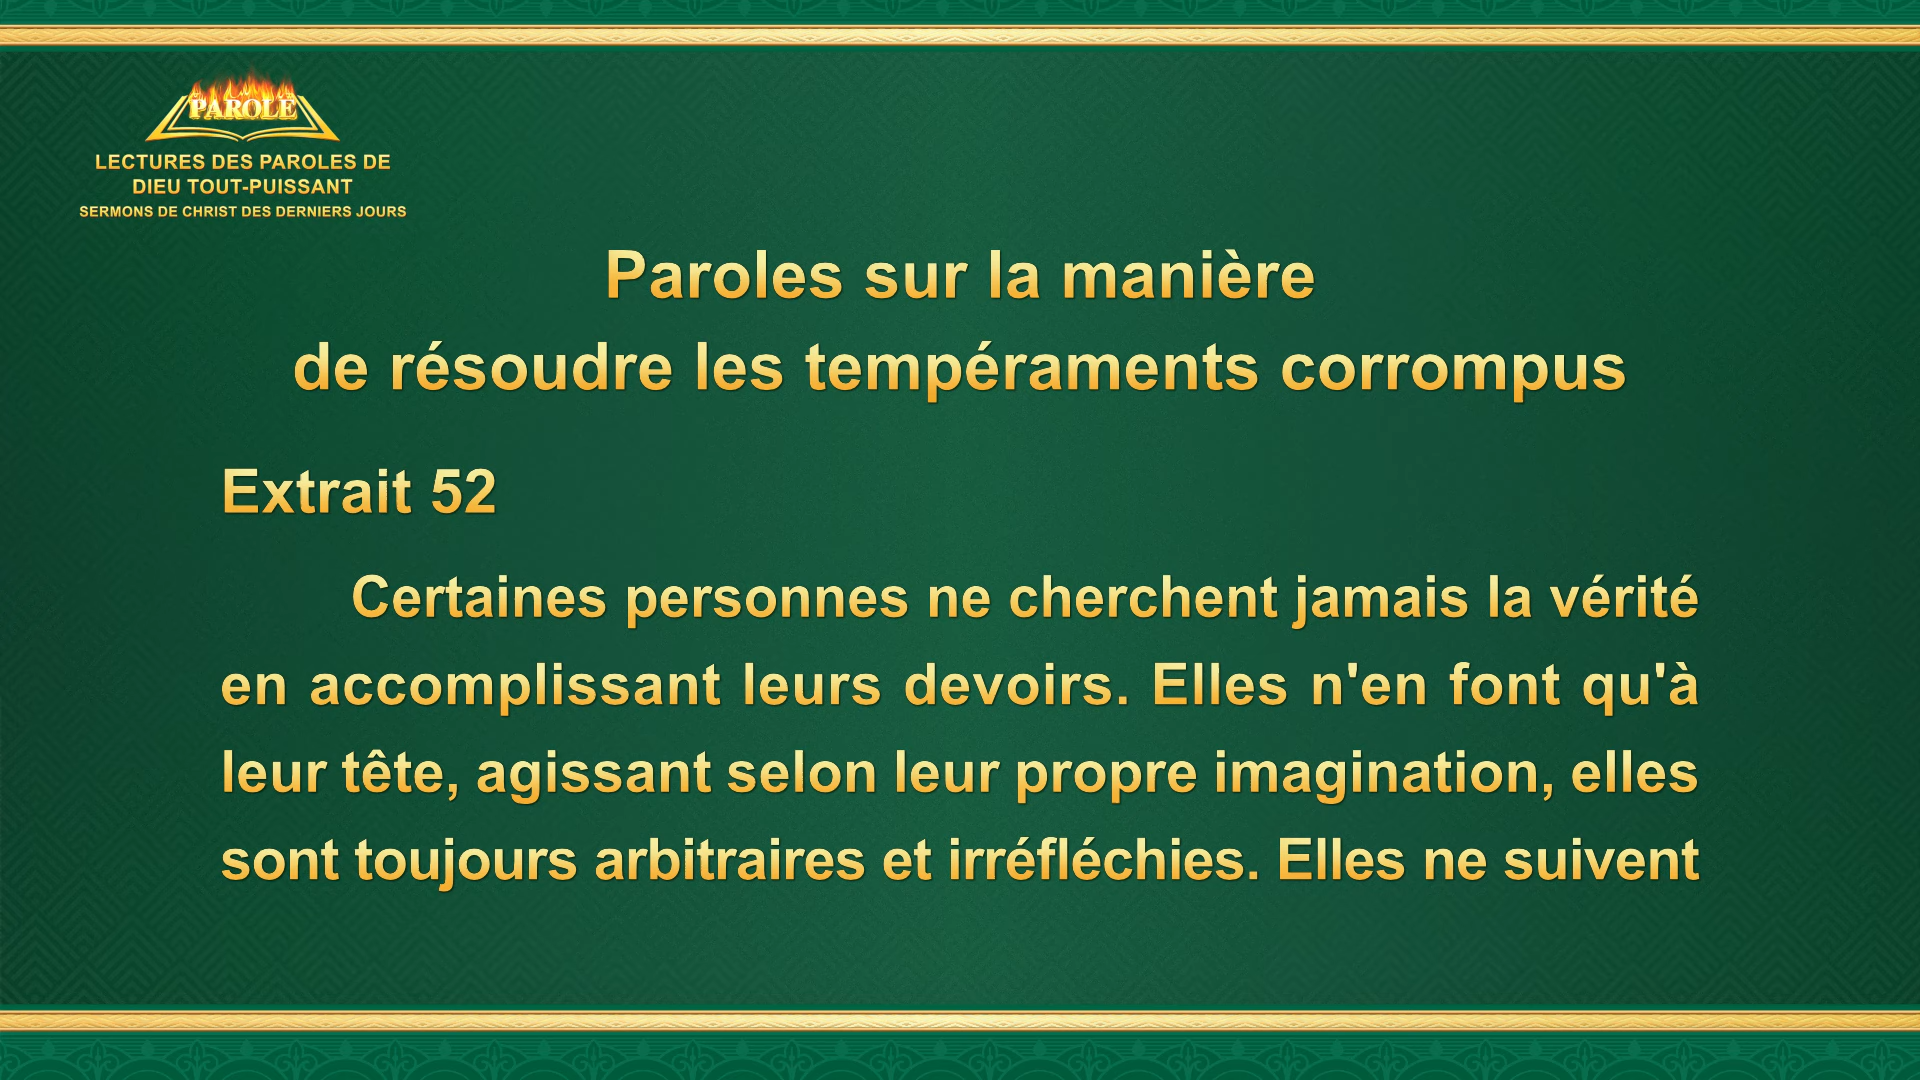 PAROLE
LECTURES DES PAROLES DE
DIEU TOUT-PUISSANT
SERMONS DE CHRIST DES DERNIERS JOURS
Paroles sur la manière
de résoudre les tempéraments corrompus
Extrait 52
Certaines personnes ne cherchent jamais la vérité
en accomplissant leurs devoirs. Elles n'en font qu'à
leur tête, agissant selon leur propre imagination, elles
sont toujours arbitraires et irréfléchies. Elles ne suivent